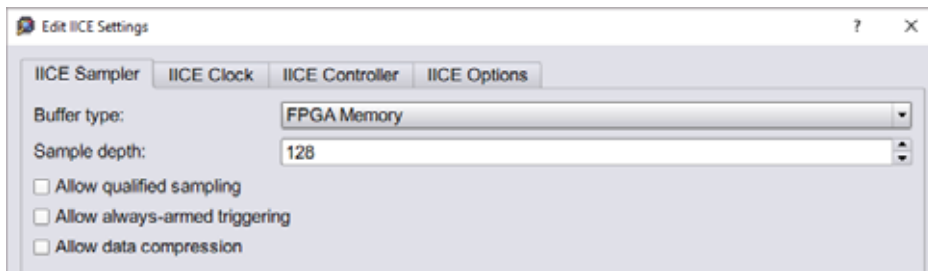 Edit IICE Settings ? ×
IICE Sampler IICE Clock IICE Controller IICE Options
Buffer type: FPGA Memory
Sample depth: 128
Allow qualified sampling
Allow always-armed triggering
Allow data compression